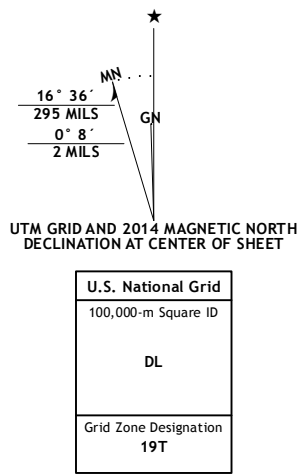 ★
MN
GN
16° 36´
295 MILS
0° 8´
2 MILS
UTM GRID AND 2014 MAGNETIC NORTH
DECLINATION AT CENTER OF SHEET
U.S. National Grid
100,000-m Square ID
DL
Grid Zone Designation
19T